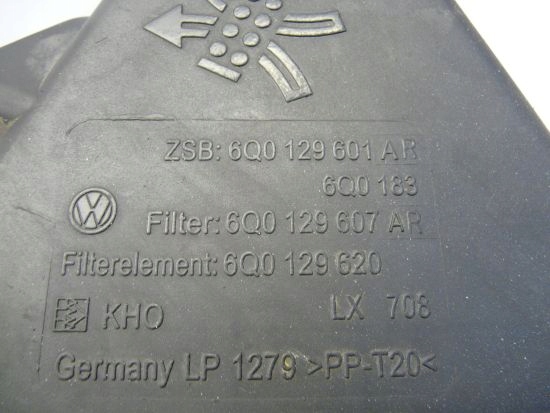 ZSB: 6Q0 129 601 AR
6Q0 183
Filter: 6Q0 129 607 AR
Filterelement: 6Q0 129 620
KHO LX 708
Germany LP 1279 >PP-T20<